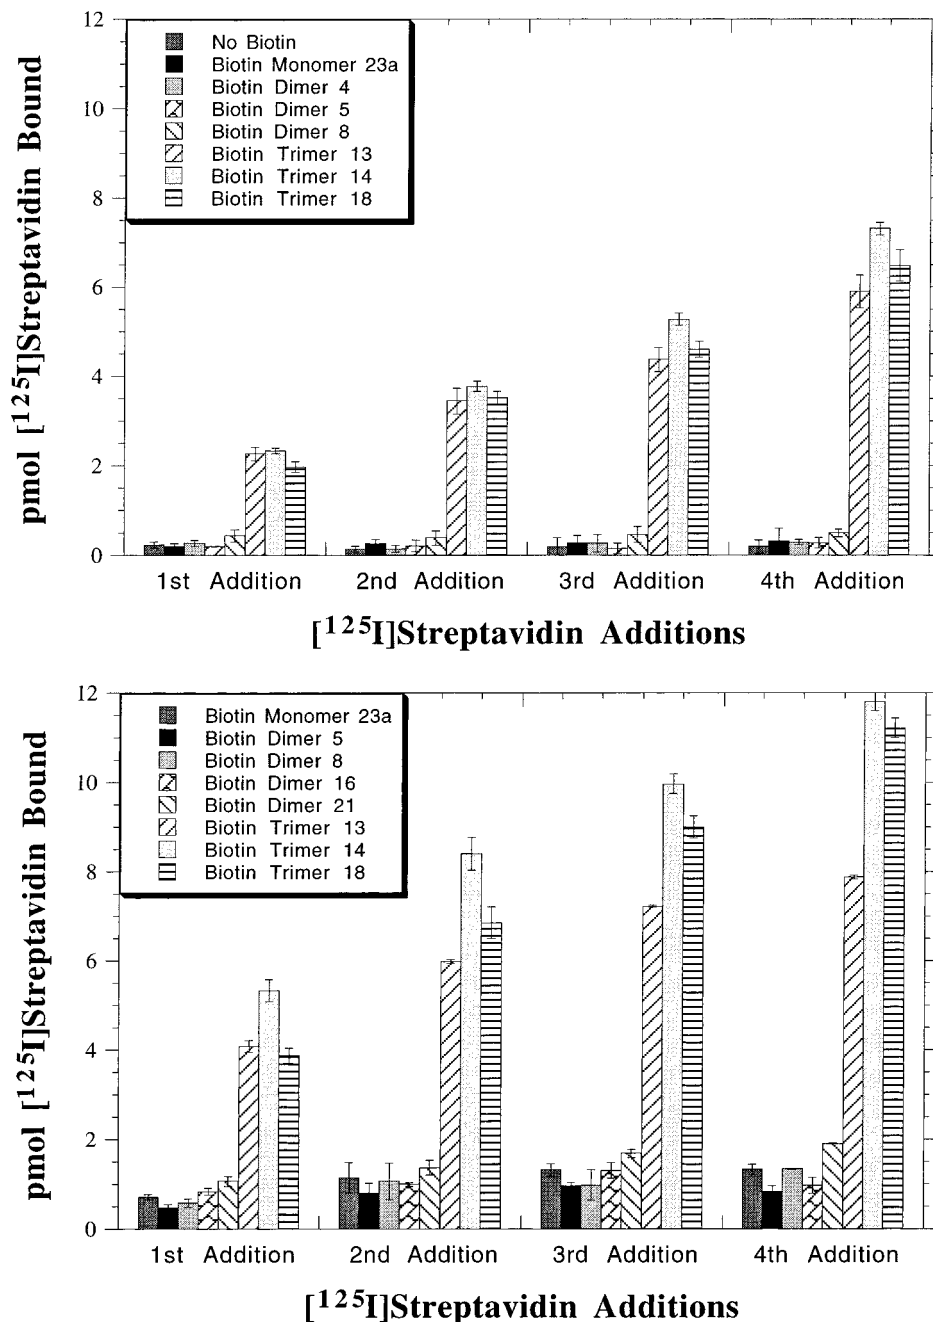 12
10
8
6
4
2
0
pmol [125I]Streptavidin Bound
No Biotin
Biotin Monomer 23a
Biotin Dimer 4
Biotin Dimer 5
Biotin Dimer 8
Biotin Trimer 13
Biotin Trimer 14
Biotin Trimer 18
1st Addition 2nd Addition 3rd Addition 4th Addition
[125I]Streptavidin Additions
12
10
8
6
4
2
0
pmol [125I]Streptavidin Bound
Biotin Monomer 23a
Biotin Dimer 5
Biotin Dimer 8
Biotin Dimer 16
Biotin Dimer 21
Biotin Trimer 13
Biotin Trimer 14
Biotin Trimer 18
1st Addition 2nd Addition 3rd Addition 4th Addition
[125I]Streptavidin Additions